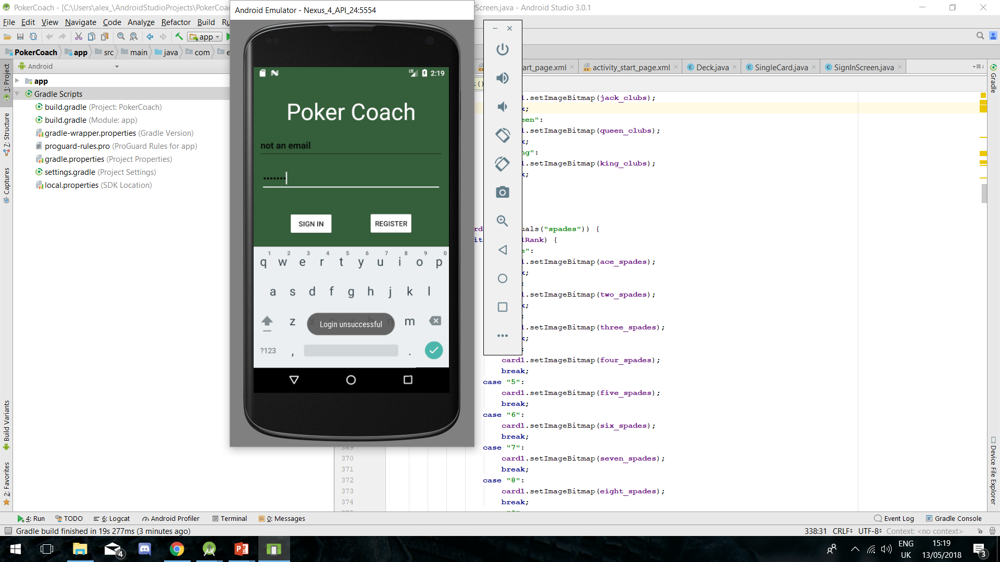 PokerCoach - [C:\Users\alex_\AndroidStudioProjects\PokerCoa
Screen.java - Android Studio 3.0.1
Android Emulator - Nexus_4_API_24:5554
File Edit View Navigate Code Analyze Refactor Build Ru
app
PokerCoach app src main java com e
Android
art_page.xml activity_start_page.xml Deck.java SingleCard.java SignInScreen.java
app
Gradle Scripts
build.gradle (Project: PokerCoach)
build.gradle (Module: app)
gradle-wrapper.properties (Gradle Version)
proguard-rules.pro (ProGuard Rules for app)
gradle.properties (Project Properties)
settings.gradle (Project Settings)
local.properties (SDK Location)
1: Project
7: Structure
Captures
Build Variants
2: Favorites
LTE 2:19
Poker Coach
not an email
•••••••
SIGN IN REGISTER
1 2 3 4 5 6 7 8 9 0
q w e r t y u i o p
a s d f g h j k l
z m
Login unsuccessful
?123 , .
()
.setImageBitmap(jack_clubs);
k;
een":
.setImageBitmap(queen_clubs);
k;
ng":
.setImageBitmap(king_clubs);
k;
rd uals("spades")) {
it lRank) {
e":
.setImageBitmap(ace_spades);
k;
:
.setImageBitmap(two_spades);
k;
:
.setImageBitmap(three_spades);
k;
:
card1.setImageBitmap(four_spades);
break;
case "5":
card1.setImageBitmap(five_spades);
break;
case "6":
card1.setImageBitmap(six_spades);
break;
369 case "7":
370 card1.setImageBitmap(seven_spades);
371 break;
372 case "8":
373 card1.setImageBitmap(eight_spades);
374 break;
Gradle
Device File Explorer
4: Run TODO 6: Logcat Android Profiler Terminal 0: Messages Event Log Gradle Console
Gradle build finished in 19s 277ms (3 minutes ago) 338:31 CRLF UTF-8 Context: <no context>
4
ENG
UK
15:19
13/05/2018
3